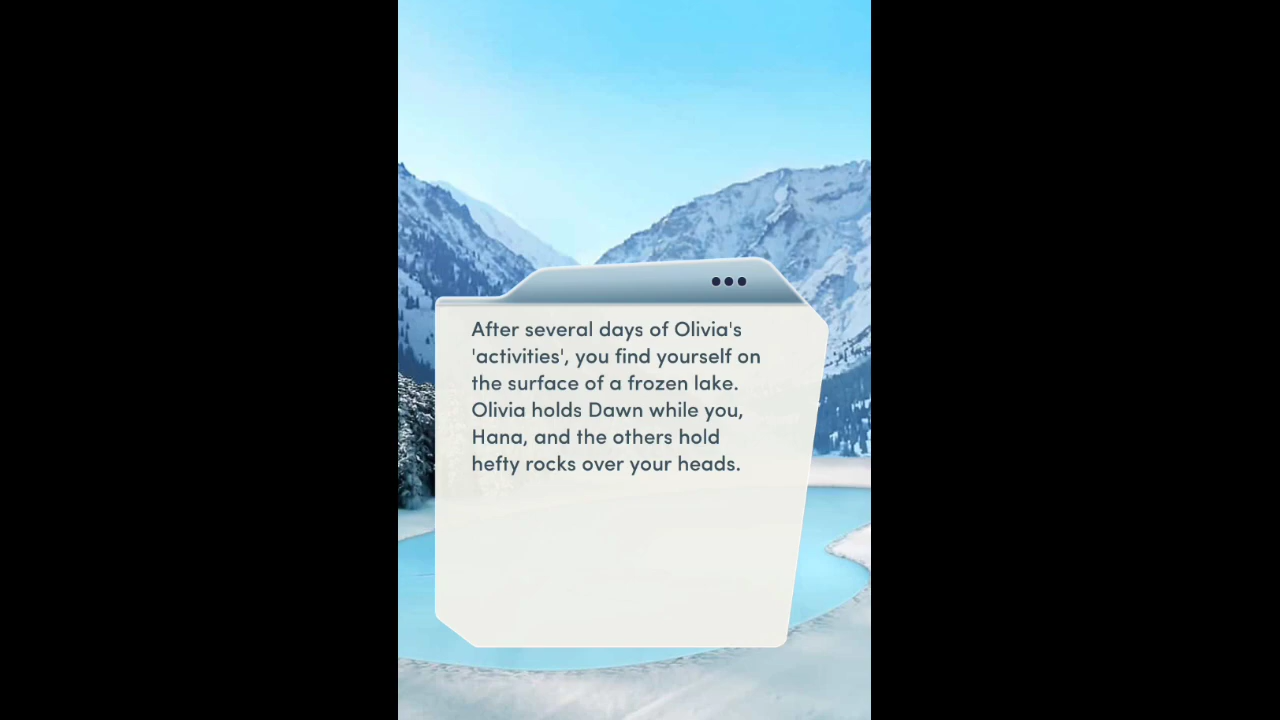 After several days of Olivia's
'activities', you find yourself on
the surface of a frozen lake.
Olivia holds Dawn while you,
Hana, and the others hold
hefty rocks over your heads.